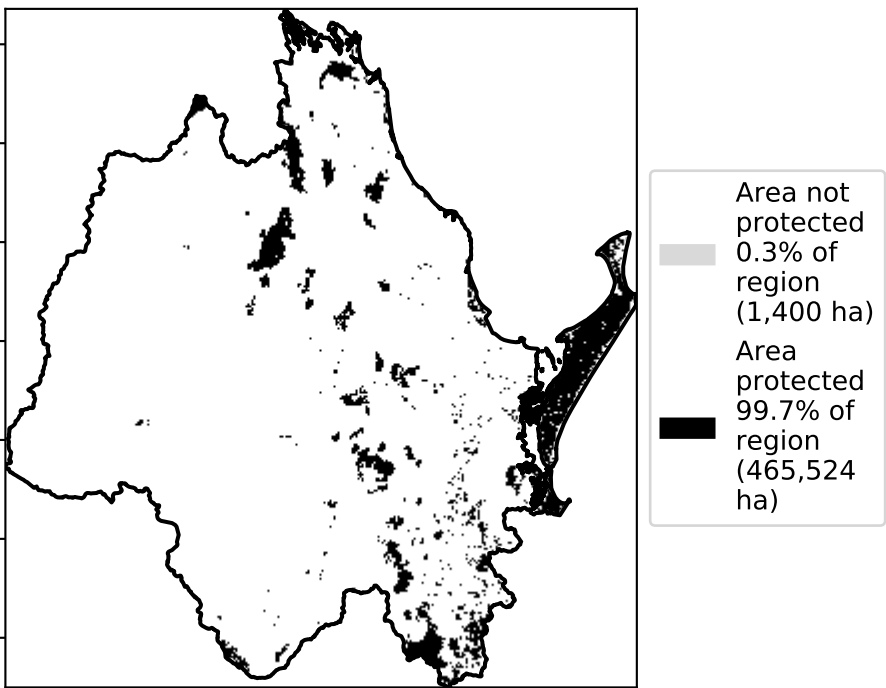 Area not
protected
0.3% of
region
(1,400 ha)
Area
protected
99.7% of
region
(465,524
ha)